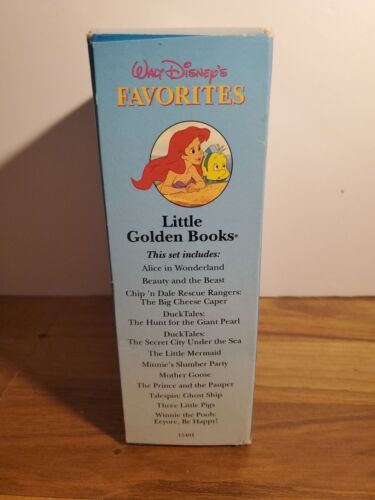 Walt Disney's
FAVORITES
Little
Golden Books®
This set includes:
Alice in Wonderland
Beauty and the Beast
Chip 'n Dale Rescue Rangers:
The Big Cheese Caper
DuckTales:
The Hunt for the Giant Pearl
DuckTales:
The Secret City Under the Sea
The Little Mermaid
Minnie's Slumber Party
Mother Goose
The Prince and the Pauper
Talespin: Ghost Ship
Three Little Pigs
Winnie the Pooh:
Eeyore, Be Happy!
15491